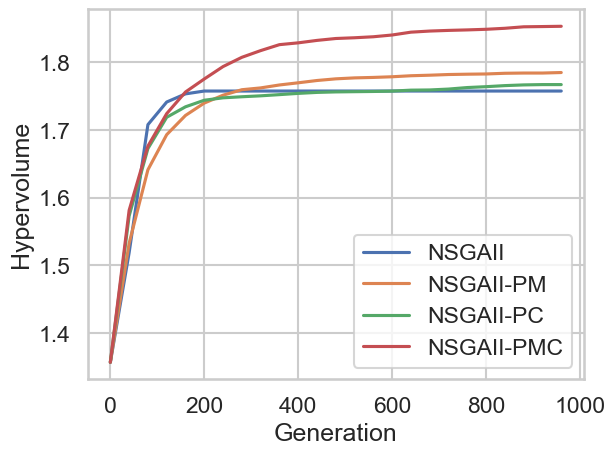 Hypervolume
1.8
1.7
1.6
1.5
1.4
0 200 400 600 800 1000
Generation
NSGAII
NSGAII-PM
NSGAII-PC
NSGAII-PMC